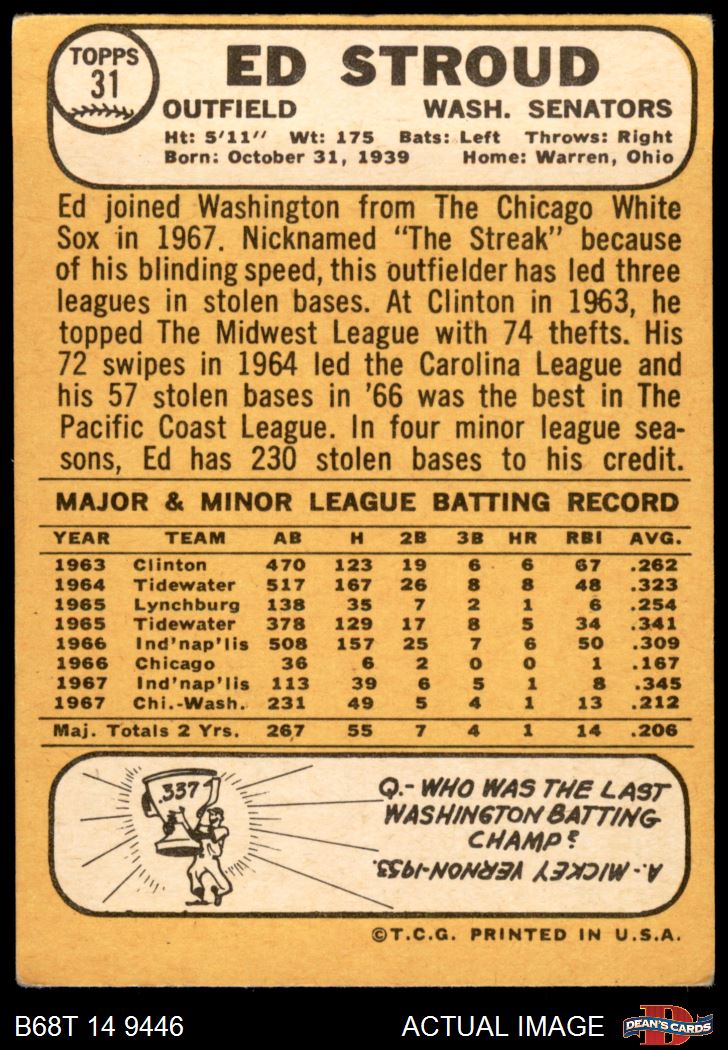 TOPPS
31
ED STROUD
OUTFIELD WASH. SENATORS
Ht: 5'11" Wt: 175 Bats: Left Throws: Right
Born: October 31, 1939 Home: Warren, Ohio
Ed joined Washington from The Chicago White
Sox in 1967. Nicknamed "The Streak" because
of his blinding speed, this outfielder has led three
leagues in stolen bases. At Clinton in 1963, he
topped The Midwest League with 74 thefts. His
72 swipes in 1964 led the Carolina League and
his 57 stolen bases in '66 was the best in The
Pacific Coast League. In four minor league sea-
sons, Ed has 230 stolen bases to his credit.
MAJOR & MINOR LEAGUE BATTING RECORD
YEAR TEAM AB H 2B 3B HR RBI AVG.
1963 Clinton 470 123 19 6 6 67 .262
1964 Tidewater 517 167 26 8 8 48 .323
1965 Lynchburg 138 35 7 2 1 6 .254
1965 Tidewater 378 129 17 8 5 34 .341
1966 Ind'nap'lis 508 157 25 7 6 50 .309
1966 Chicago 36 6 2 0 0 1 .167
1967 Ind'nap'lis 113 39 6 5 1 8 .345
1967 Chi.-Wash. 231 49 5 4 1 13 .212
Maj. Totals 2 Yrs. 267 55 7 4 1 14 .206
.337
Q.- WHO WAS THE LAST
WASHINGTON BATTING
CHAMP?
A.- MICKEY VERNON-1953.
©T.C.G. PRINTED IN U.S.A.
B68T 14 9446 ACTUAL IMAGE
D
DEAN'S CARDS